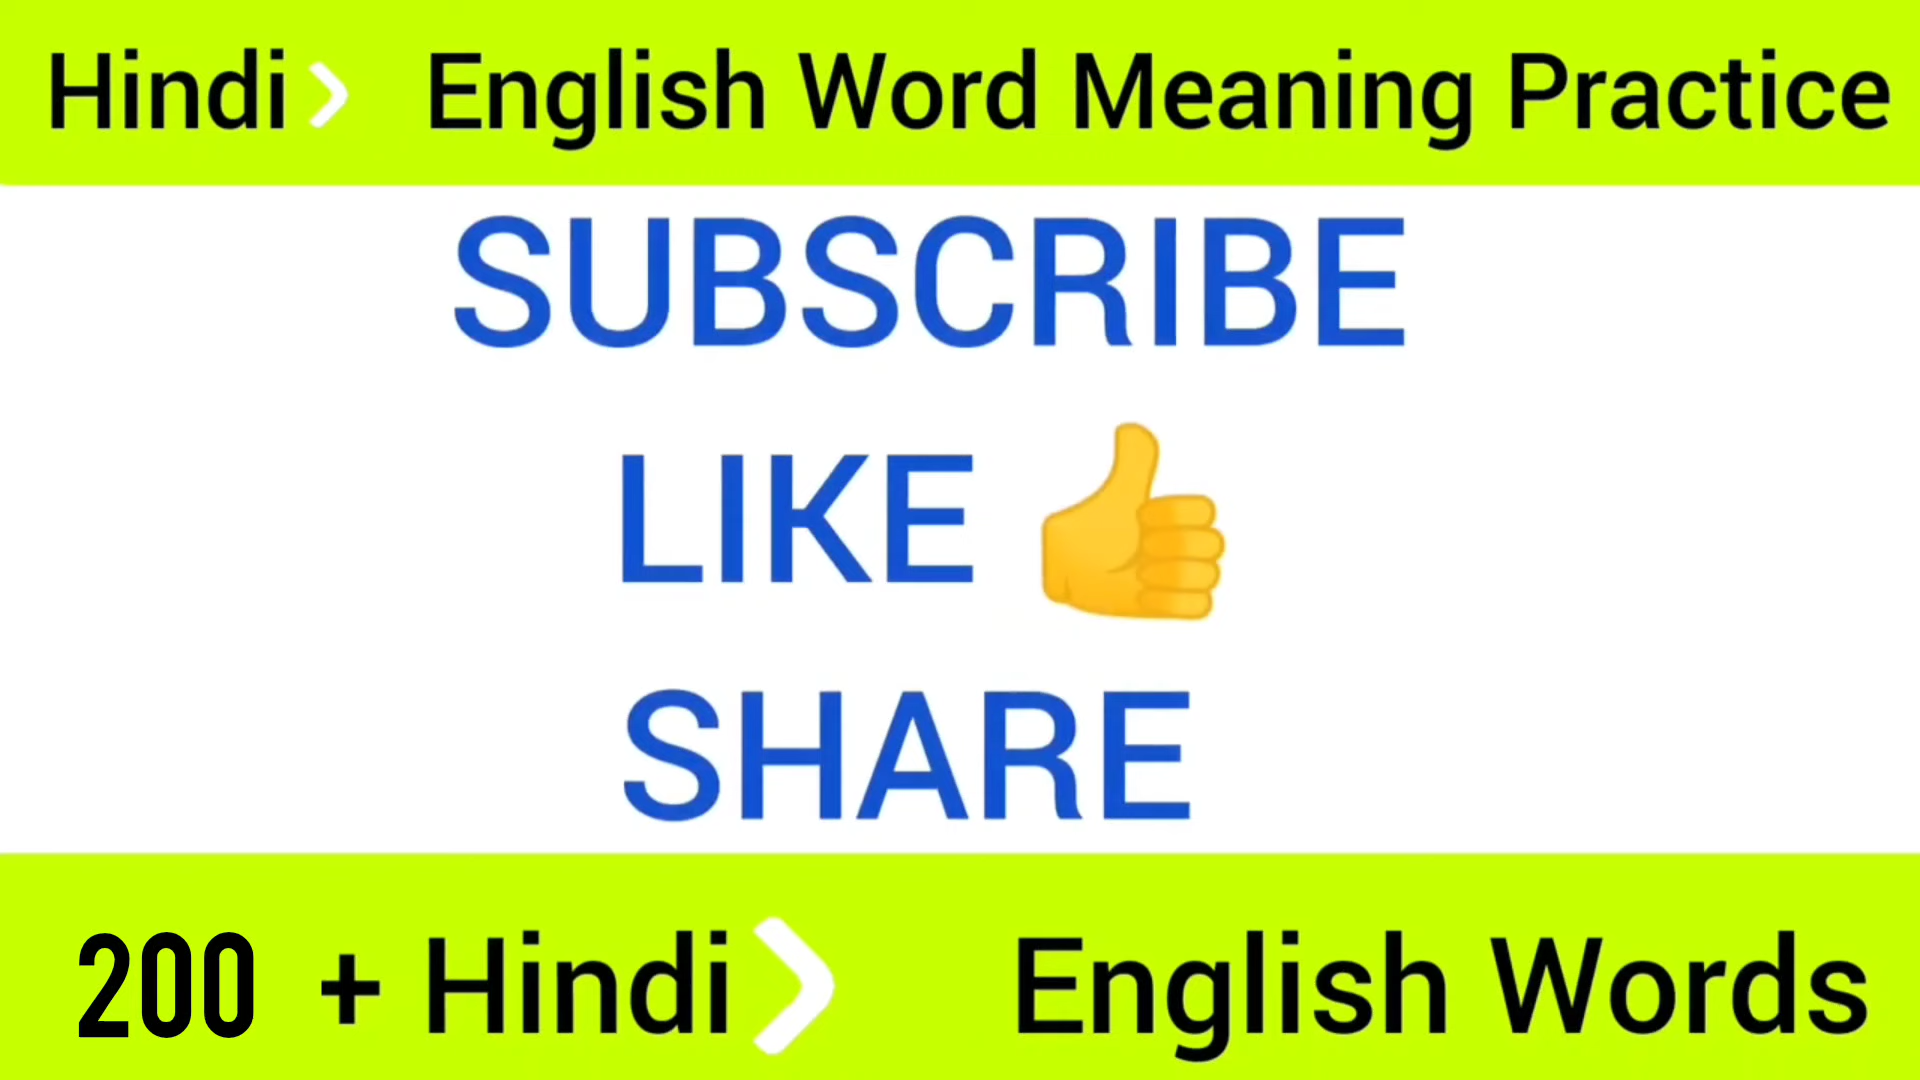 Hindi > English Word Meaning Practice
SUBSCRIBE
LIKE 👍
SHARE
200 + Hindi > English Words